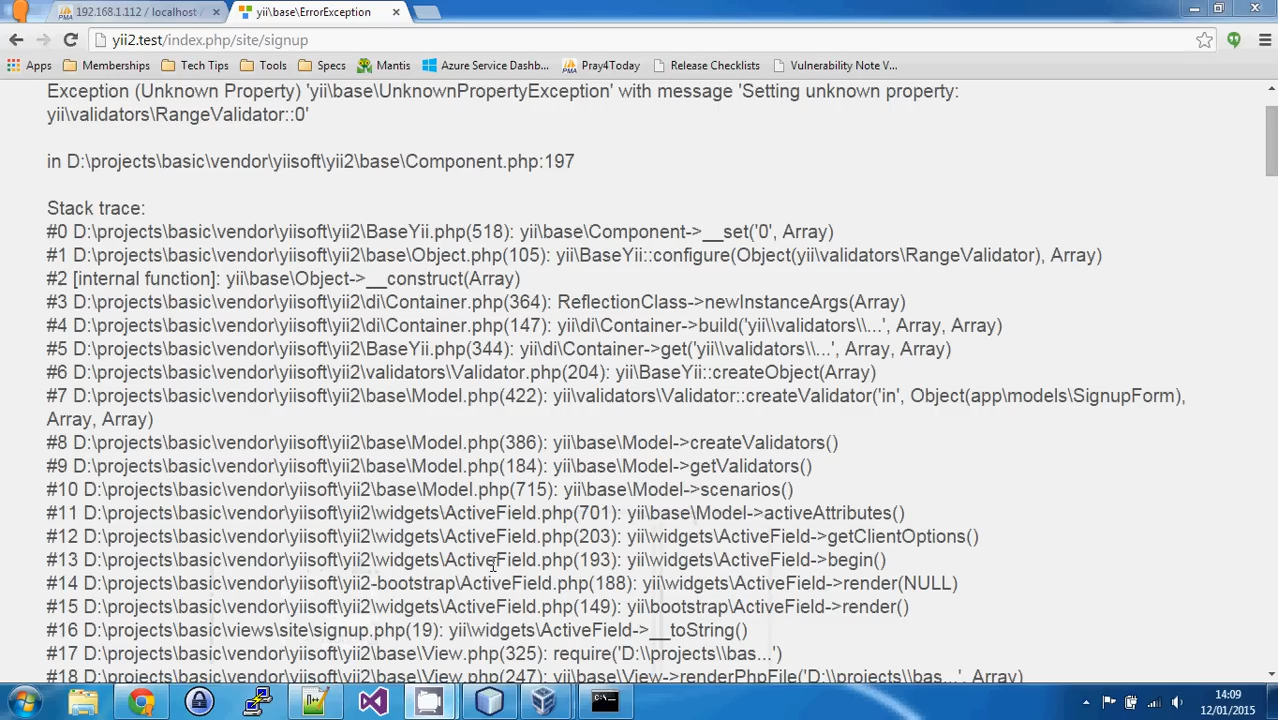 192.168.1.112 / localhost
yii\base\ErrorException
yii2.test/index.php/site/signup
Apps Memberships Tech Tips Tools Specs Mantis Azure Service Dashb... Pray4Today Release Checklists Vulnerability Note V...
Exception (Unknown Property) 'yii\base\UnknownPropertyException' with message 'Setting unknown property:
yii\validators\RangeValidator::0'
in D:\projects\basic\vendor\yiisoft\yii2\base\Component.php:197
Stack trace:
#0 D:\projects\basic\vendor\yiisoft\yii2\BaseYii.php(518): yii\base\Component->__set('0', Array)
#1 D:\projects\basic\vendor\yiisoft\yii2\base\Object.php(105): yii\BaseYii::configure(Object(yii\validators\RangeValidator), Array)
#2 [internal function]: yii\base\Object->__construct(Array)
#3 D:\projects\basic\vendor\yiisoft\yii2\di\Container.php(364): ReflectionClass->newInstanceArgs(Array)
#4 D:\projects\basic\vendor\yiisoft\yii2\di\Container.php(147): yii\di\Container->build('yii\\validators\\...', Array, Array)
#5 D:\projects\basic\vendor\yiisoft\yii2\BaseYii.php(344): yii\di\Container->get('yii\\validators\\...', Array, Array)
#6 D:\projects\basic\vendor\yiisoft\yii2\validators\Validator.php(204): yii\BaseYii::createObject(Array)
#7 D:\projects\basic\vendor\yiisoft\yii2\base\Model.php(422): yii\validators\Validator::createValidator('in', Object(app\models\SignupForm),
Array, Array)
#8 D:\projects\basic\vendor\yiisoft\yii2\base\Model.php(386): yii\base\Model->createValidators()
#9 D:\projects\basic\vendor\yiisoft\yii2\base\Model.php(184): yii\base\Model->getValidators()
#10 D:\projects\basic\vendor\yiisoft\yii2\base\Model.php(715): yii\base\Model->scenarios()
#11 D:\projects\basic\vendor\yiisoft\yii2\widgets\ActiveField.php(701): yii\base\Model->activeAttributes()
#12 D:\projects\basic\vendor\yiisoft\yii2\widgets\ActiveField.php(203): yii\widgets\ActiveField->getClientOptions()
#13 D:\projects\basic\vendor\yiisoft\yii2\widgets\ActiveField.php(193): yii\widgets\ActiveField->begin()
#14 D:\projects\basic\vendor\yiisoft\yii2-bootstrap\ActiveField.php(188): yii\widgets\ActiveField->render(NULL)
#15 D:\projects\basic\vendor\yiisoft\yii2\widgets\ActiveField.php(149): yii\bootstrap\ActiveField->render()
#16 D:\projects\basic\views\site\signup.php(19): yii\widgets\ActiveField->__toString()
#17 D:\projects\basic\vendor\yiisoft\yii2\base\View.php(325): require('D:\\projects\\bas...')
#18 D:\projects\basic\vendor\yiisoft\yii2\base\View.php(247): yii\base\View->renderPhpFile('D:\\projects\\bas...', Array)
14:09
12/01/2015